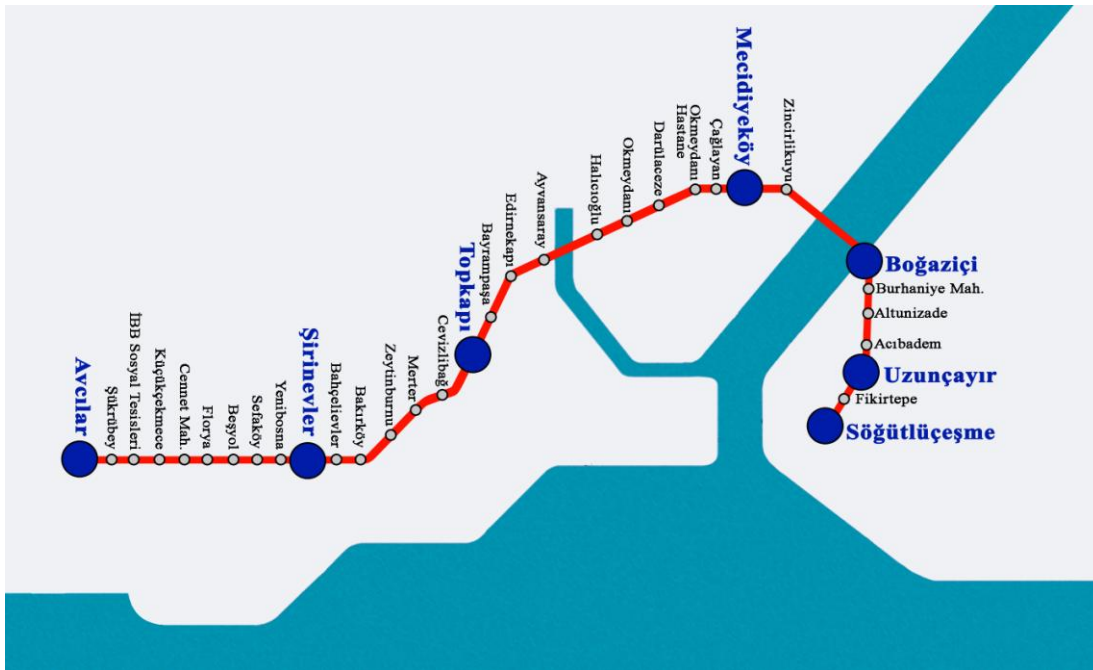 Avcılar
Şükrübey
İBB Sosyal Tesisleri
Küçükçekmece
Cennet Mah.
Florya
Beşyol
Sefaköy
Yenibosna
Şirinevler
Bahçelievler
Bakırköy
Zeytinburnu
Merter
Cevizlibağ
Topkapı
Bayrampaşa
Edirnekapı
Ayvansaray
Halıcıoğlu
Okmeydanı
Darülaceze
Okmeydanı
Hastane
Çağlayan
Mecidiyeköy
Zincirlikuyu
Boğaziçi
Burhaniye Mah.
Altunizade
Acıbadem
Uzunçayır
Fikirtepe
Söğütlüçeşme